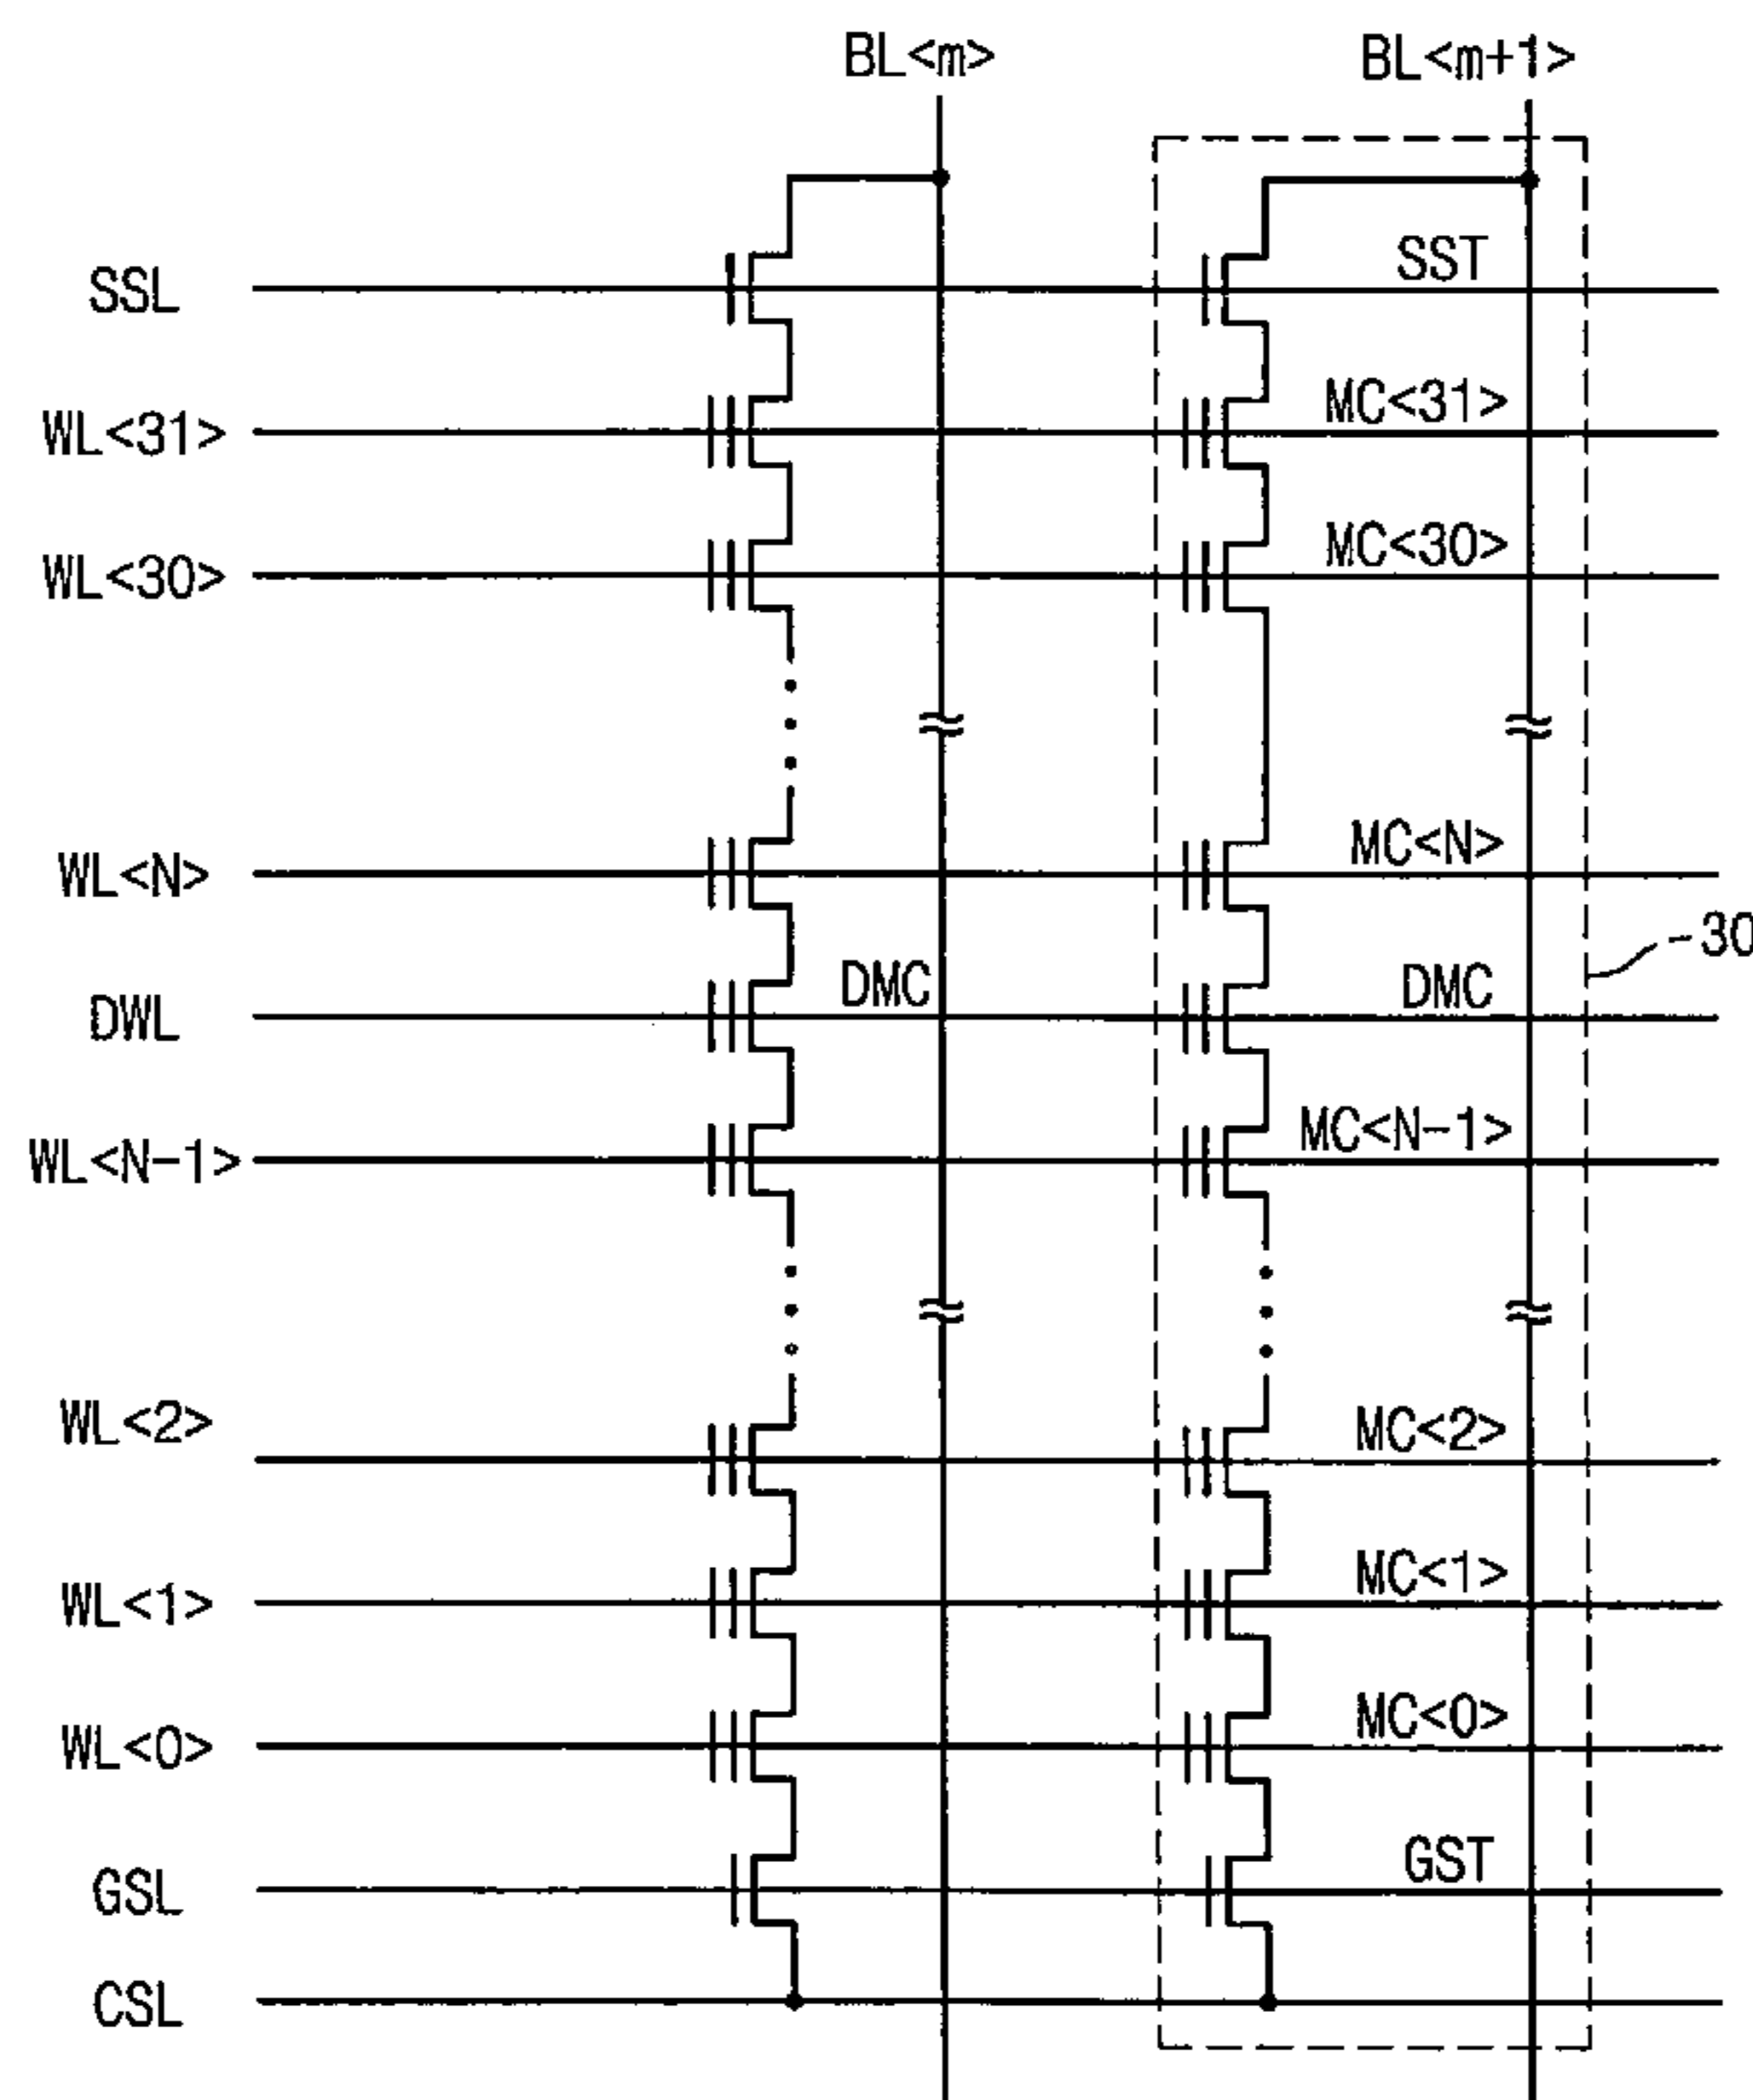 BL<m> BL<m+1>
SSL SST
WL<31> MC<31>
WL<30> MC<30>
WL<N> MC<N>
30
DWL DMC DMC
WL<N-1> MC<N-1>
WL<2> MC<2>
WL<1> MC<1>
WL<0> MC<0>
GSL GST
CSL